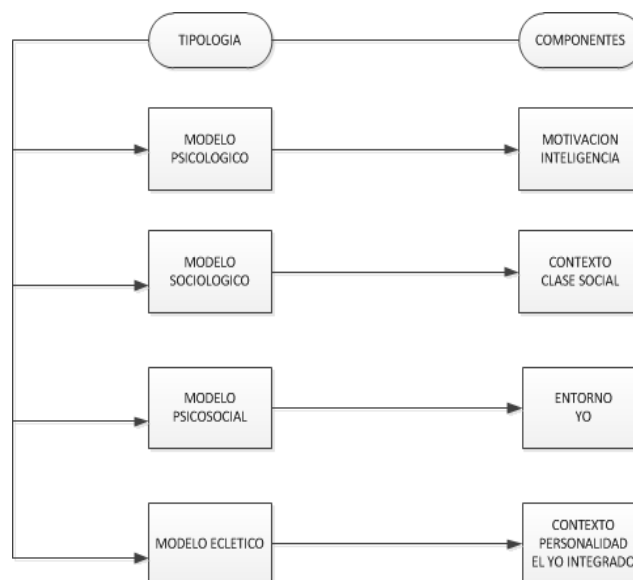 TIPOLOGIA
COMPONENTES
MODELO
PSICOLOGICO
MOTIVACION
INTELIGENCIA
MODELO
SOCIOLOGICO
CONTEXTO
CLASE SOCIAL
MODELO
PSICOSOCIAL
ENTORNO
YO
MODELO ECLETICO
CONTEXTO
PERSONALIDAD
EL YO INTEGRADO